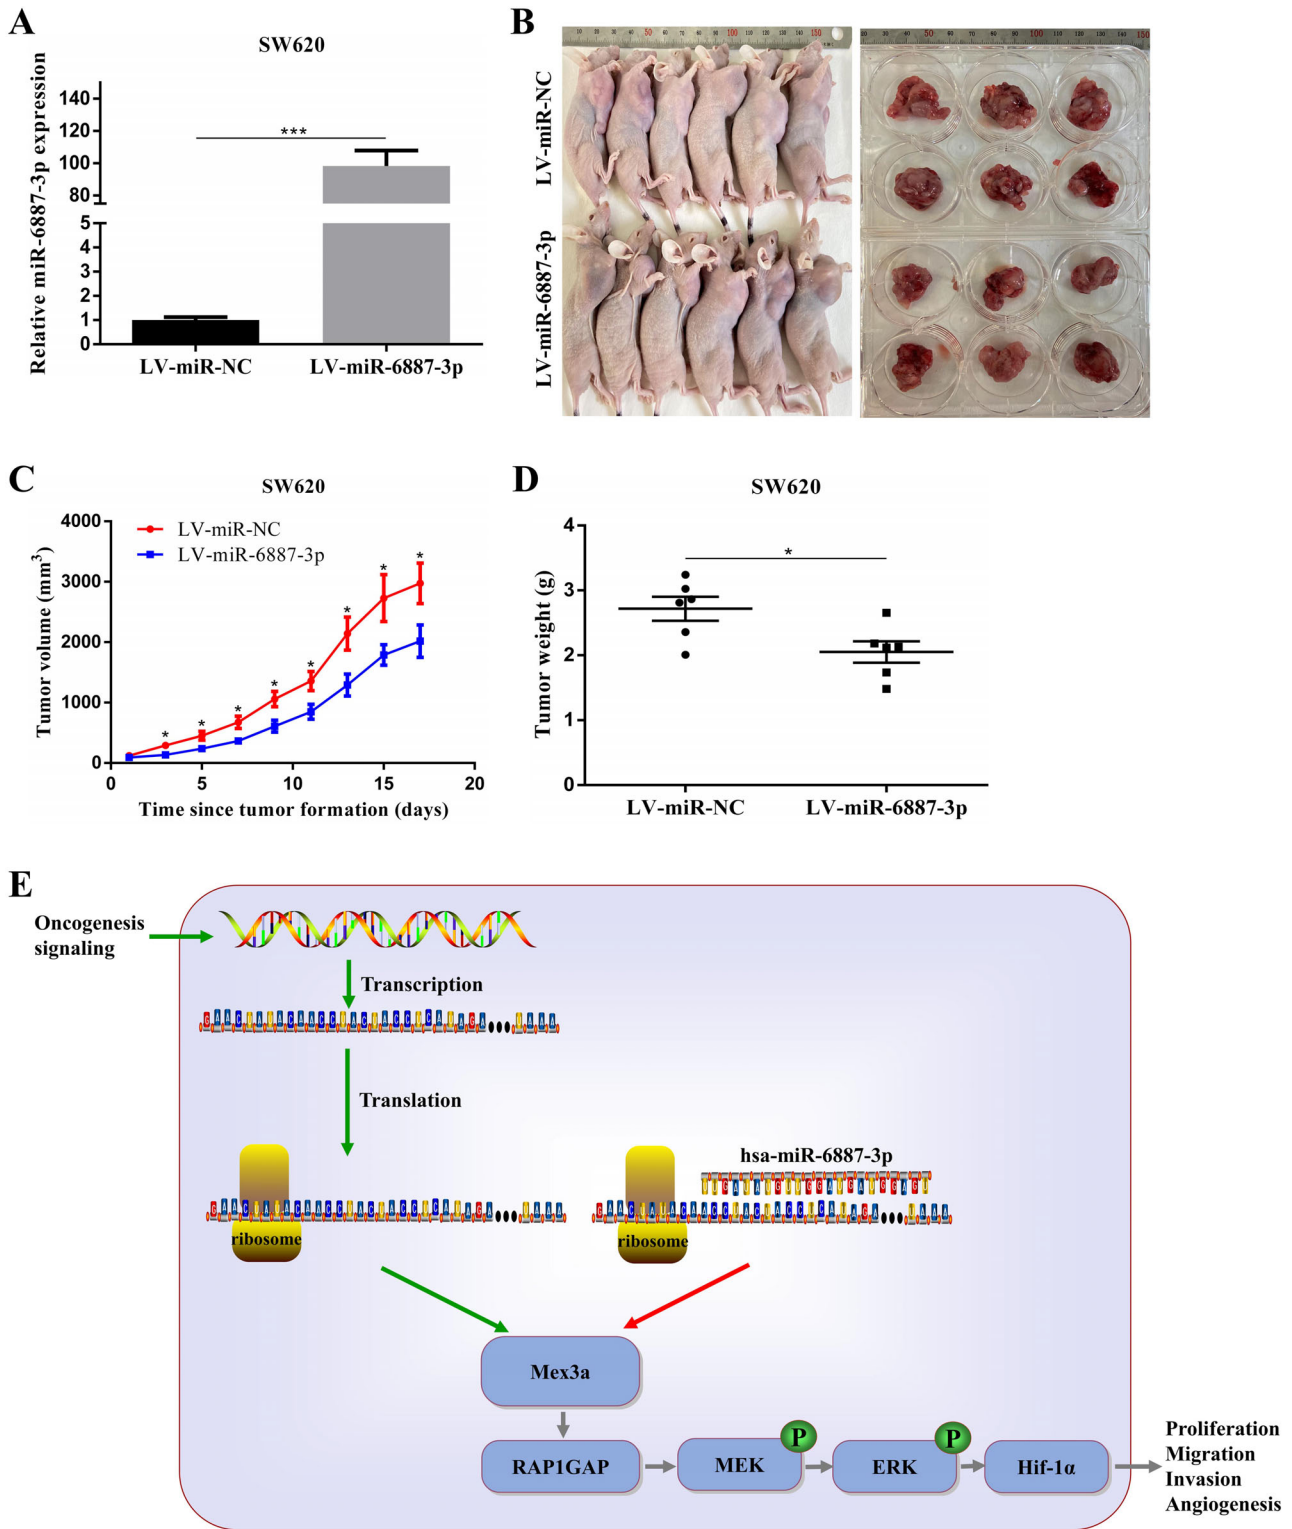 A
SW620
Relative miR-6887-3p expression
140
120
100
80
5
4
3
2
1
0
***
LV-miR-NC
LV-miR-6887-3p
B
LV-miR-NC
LV-miR-6887-3p
C
SW620
LV-miR-NC
LV-miR-6887-3p
Tumor volume (mm³)
4000
3000
2000
1000
0
* * * * * * * *
0 5 10 15 20
Time since tumor formation (days)
D
SW620
Tumor weight (g)
4
3
2
1
0
*
LV-miR-NC
LV-miR-6887-3p
E
Oncogenesis
signaling
Transcription
Translation
hsa-miR-6887-3p
ribosome
ribosome
Mex3a
RAP1GAP
MEK
P
ERK
P
Hif-1α
Proliferation
Migration
Invasion
Angiogenesis